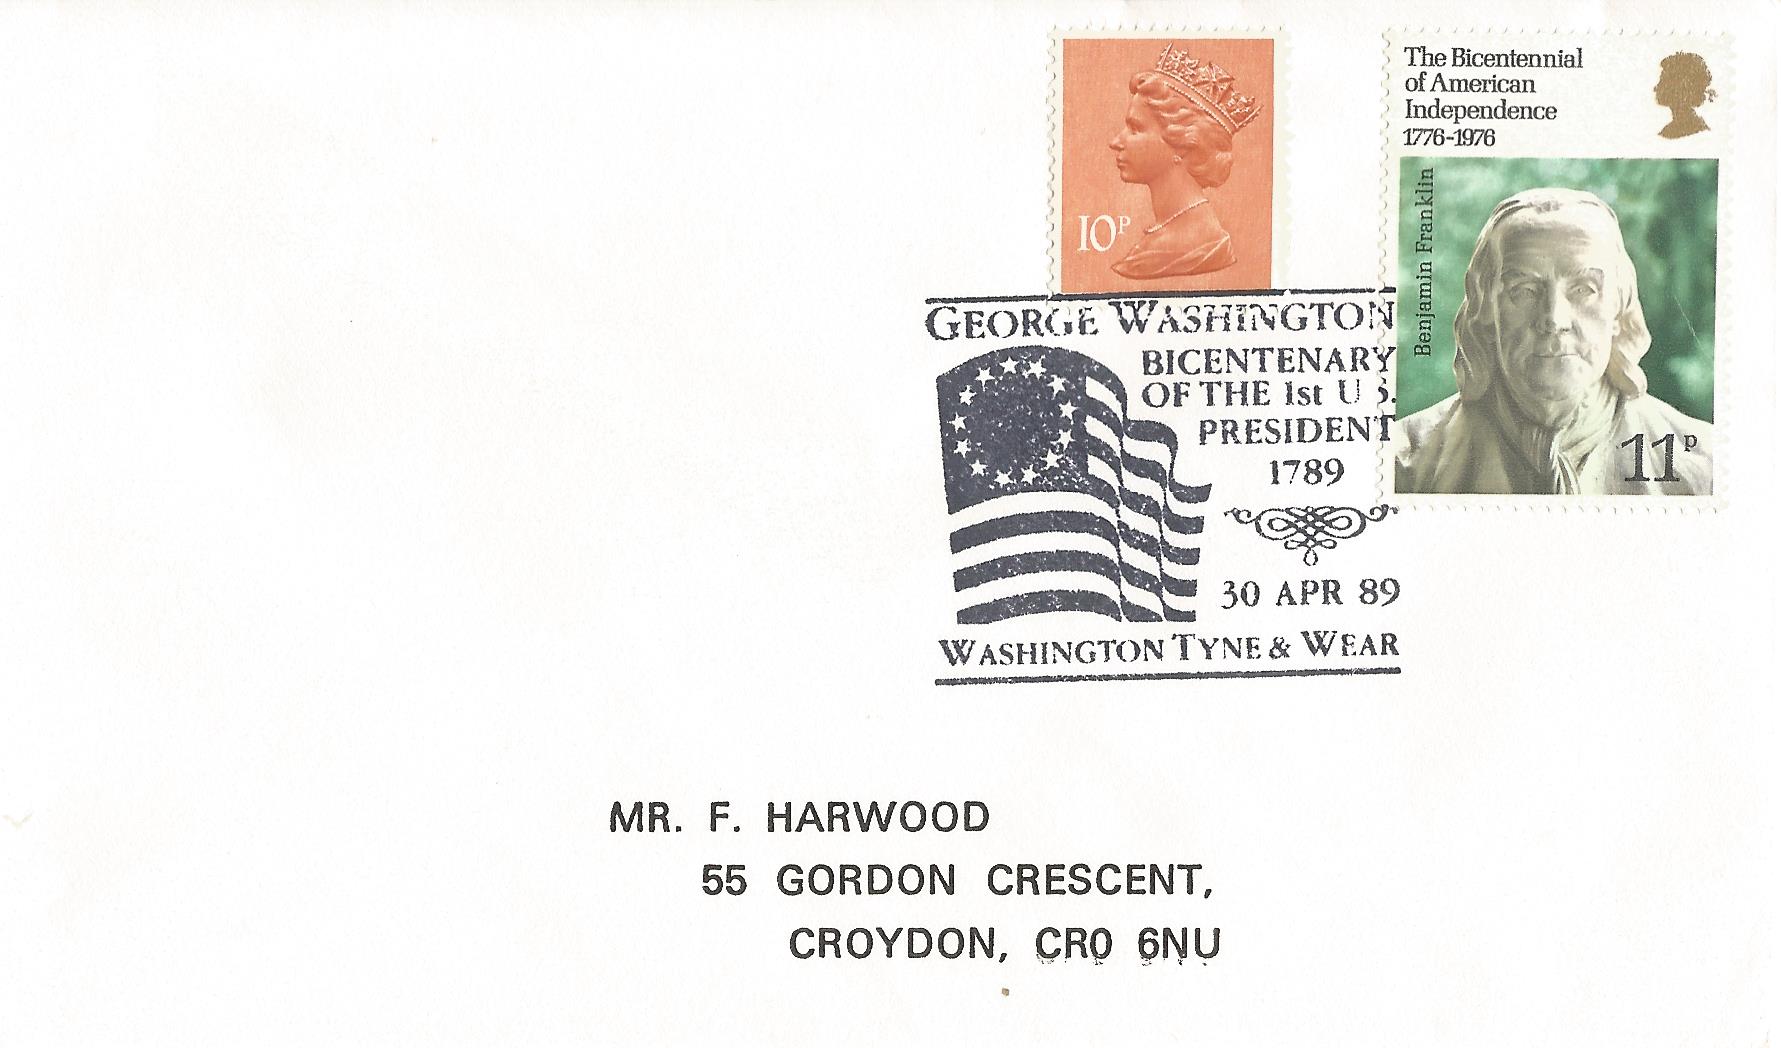 10P
The Bicentennial
of American
Independence
1776-1976
Benjamin Franklin
11P
GEORGE WASHINGTON
BICENTENARY
OF THE 1st U.S.
PRESIDENT
1789
30 APR 89
WASHINGTON TYNE & WEAR
MR. F. HARWOOD
55 GORDON CRESCENT,
CROYDON, CR0 6NU